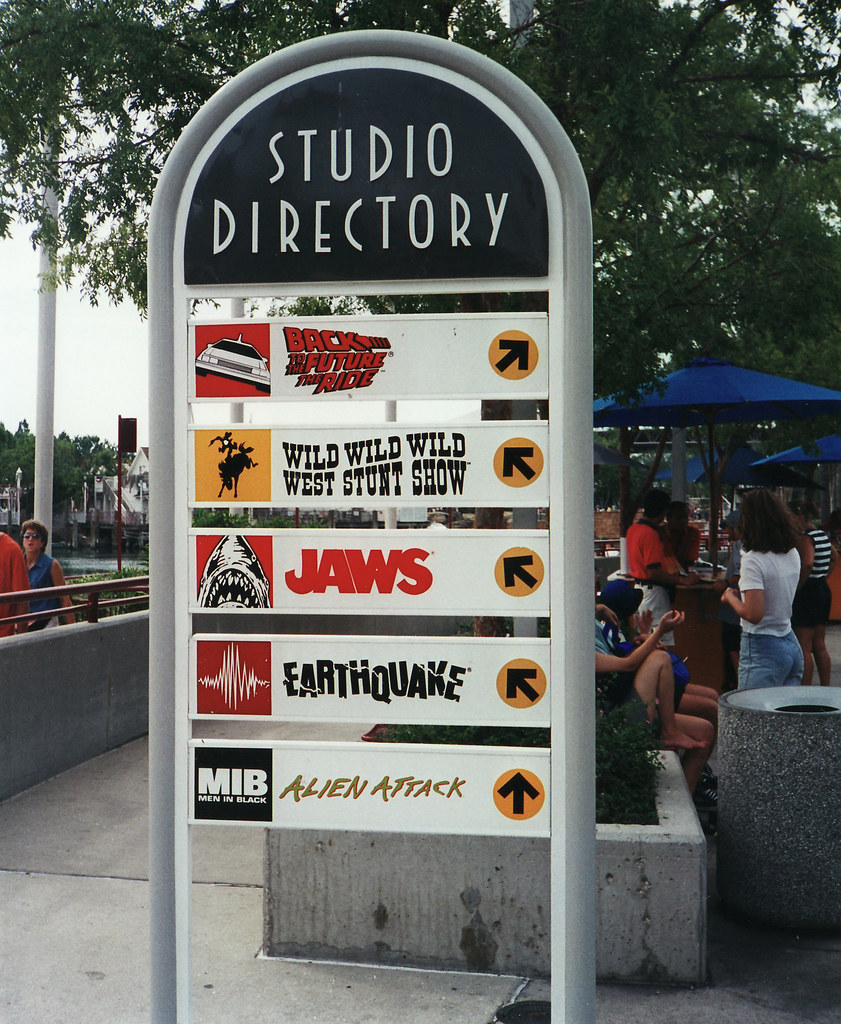 STUDIO
DIRECTORY
BACK
TO THE FUTURE
THE RIDE
WILD WILD WILD
WEST STUNT SHOW™
JAWS®
EARTHQUAKE®
MIB
MEN IN BLACK
ALIEN ATTACK